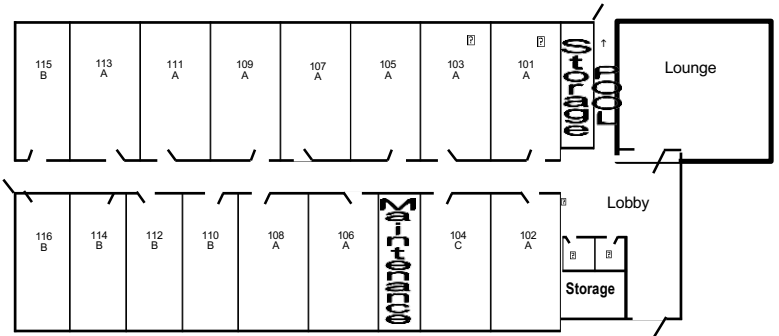 115
B
113
A
111
A
109
A
107
A
105
A
103
A
101
A
Storage
↑
POOL
Lounge
116
B
114
B
112
B
110
B
108
A
106
A
Maintenance
104
C
102
A
Lobby
Storage